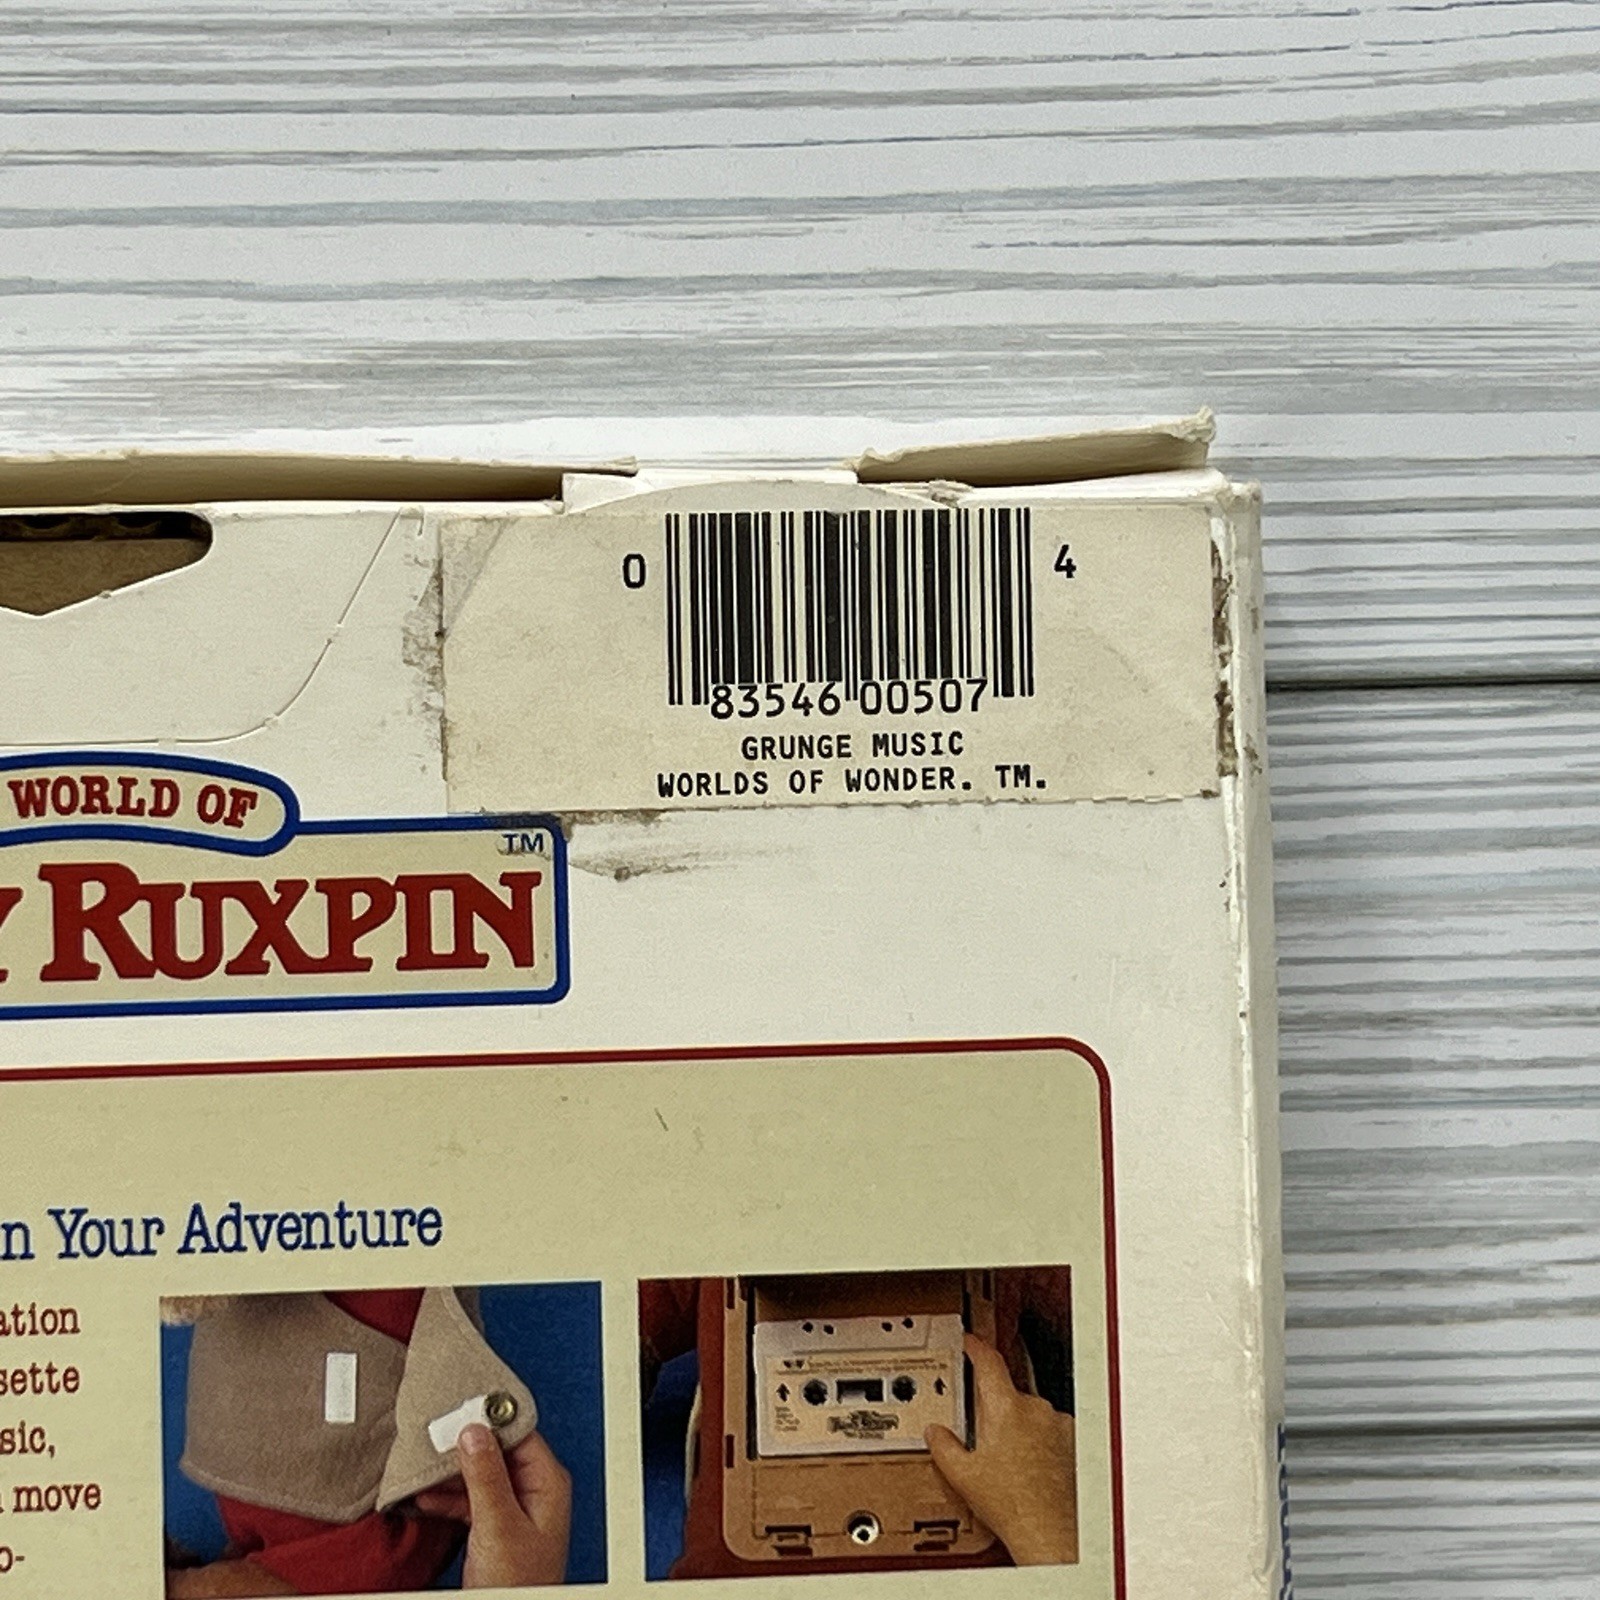 0 83546 00507 4
GRUNGE MUSIC
WORLDS OF WONDER. TM.
WORLD OF
TM
RUXPIN
n Your Adventure
ation
sette
sic,
move
o-